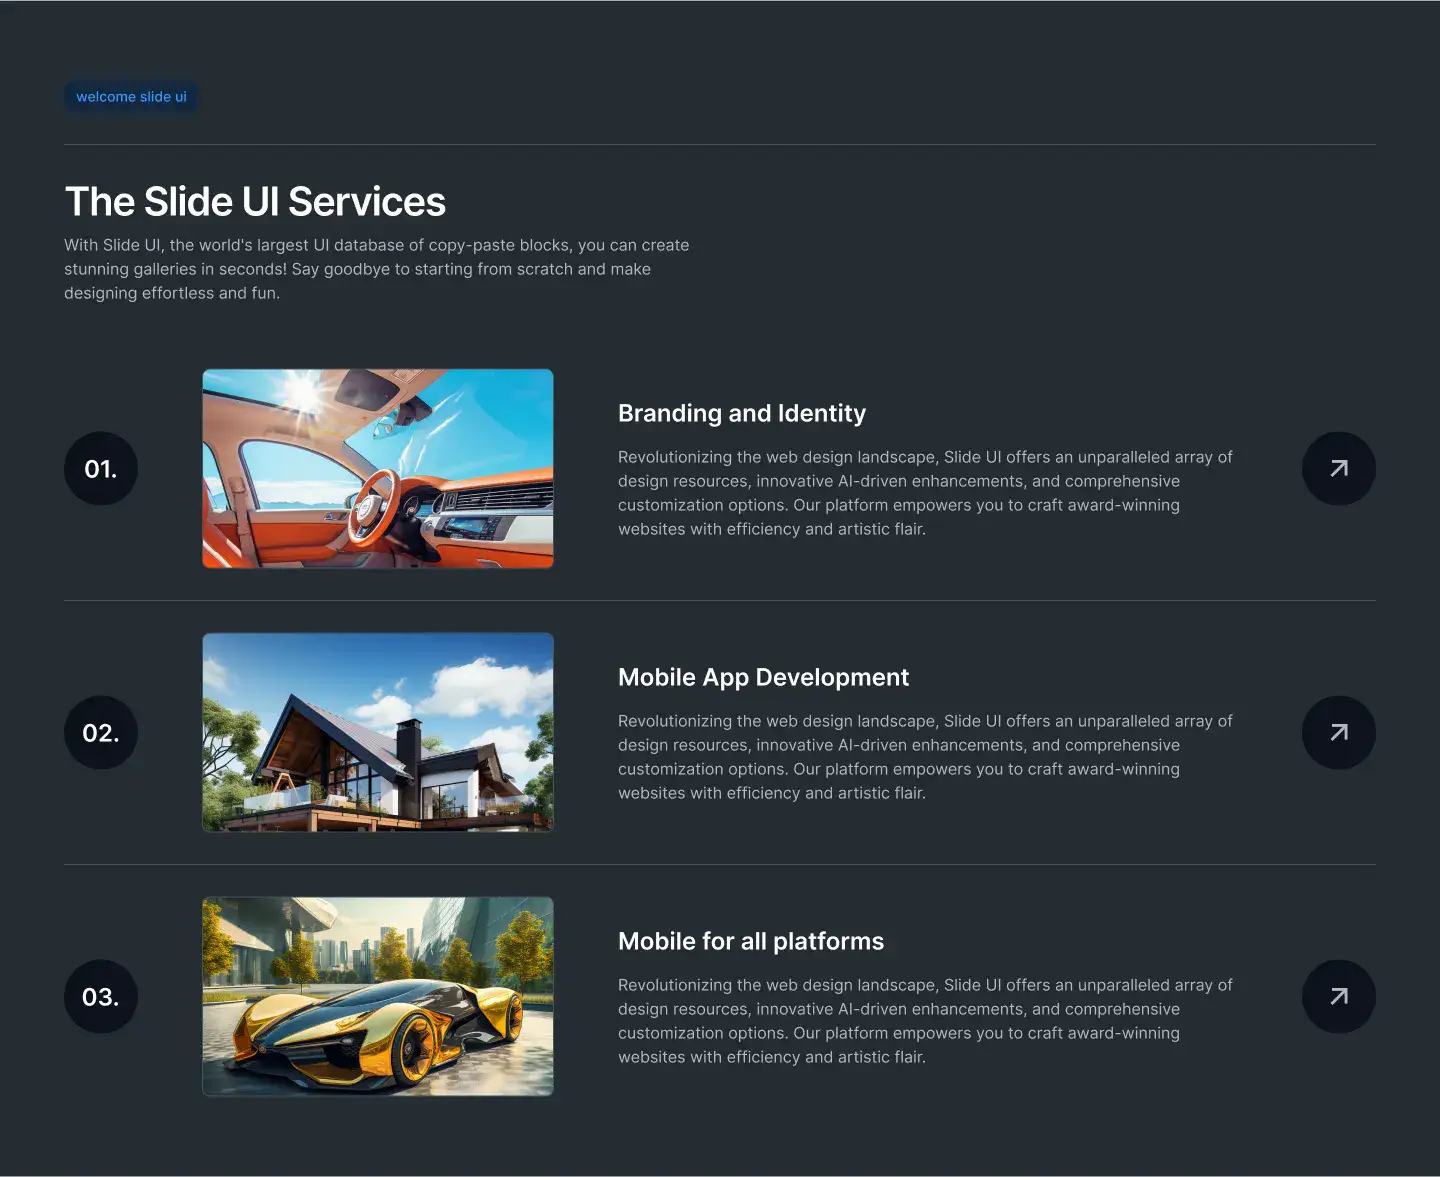 welcome slide ui
The Slide UI Services
With Slide UI, the world's largest UI database of copy-paste blocks, you can create
stunning galleries in seconds! Say goodbye to starting from scratch and make
designing effortless and fun.
01.
Branding and Identity
Revolutionizing the web design landscape, Slide UI offers an unparalleled array of
design resources, innovative AI-driven enhancements, and comprehensive
customization options. Our platform empowers you to craft award-winning
websites with efficiency and artistic flair.
02.
Mobile App Development
Revolutionizing the web design landscape, Slide UI offers an unparalleled array of
design resources, innovative AI-driven enhancements, and comprehensive
customization options. Our platform empowers you to craft award-winning
websites with efficiency and artistic flair.
03.
Mobile for all platforms
Revolutionizing the web design landscape, Slide UI offers an unparalleled array of
design resources, innovative AI-driven enhancements, and comprehensive
customization options. Our platform empowers you to craft award-winning
websites with efficiency and artistic flair.